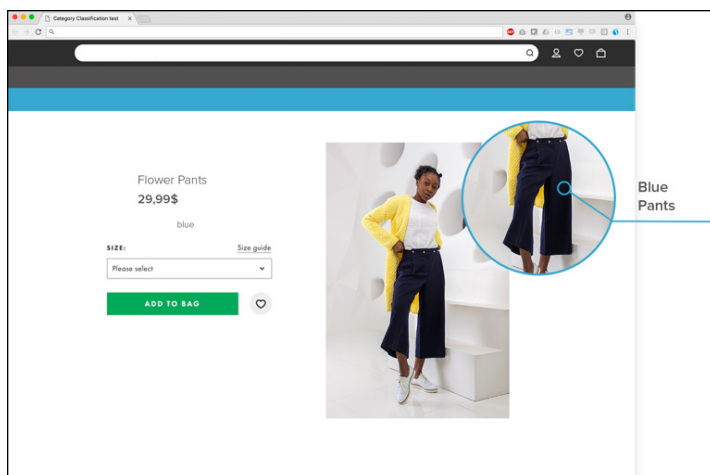 Category Classification test
Flower Pants
29,99$
blue
SIZE:
Size guide
Please select
ADD TO BAG
Blue
Pants